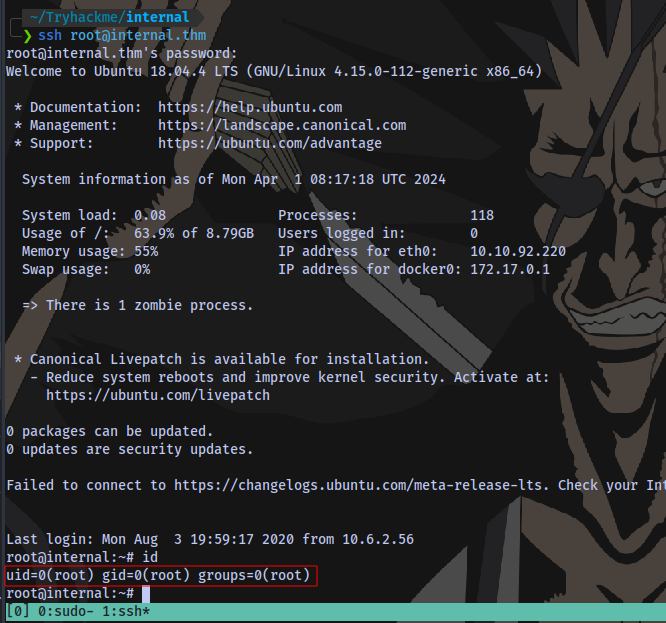 ~/Tryhackme/internal
❯ ssh root@internal.thm
root@internal.thm's password:
Welcome to Ubuntu 18.04.4 LTS (GNU/Linux 4.15.0-112-generic x86_64)
* Documentation:  https://help.ubuntu.com
* Management:     https://landscape.canonical.com
* Support:        https://ubuntu.com/advantage
System information as of Mon Apr  1 08:17:18 UTC 2024
System load:  0.08              Processes:              118
Usage of /:   63.9% of 8.79GB   Users logged in:        0
Memory usage: 55%               IP address for eth0:    10.10.92.220
Swap usage:   0%                IP address for docker0: 172.17.0.1
=> There is 1 zombie process.
* Canonical Livepatch is available for installation.
- Reduce system reboots and improve kernel security. Activate at:
https://ubuntu.com/livepatch
0 packages can be updated.
0 updates are security updates.
Failed to connect to https://changelogs.ubuntu.com/meta-release-lts. Check your Int
Last login: Mon Aug  3 19:59:17 2020 from 10.6.2.56
root@internal:~# id
uid=0(root) gid=0(root) groups=0(root)
root@internal:~#
[0] 0:sudo- 1:ssh*